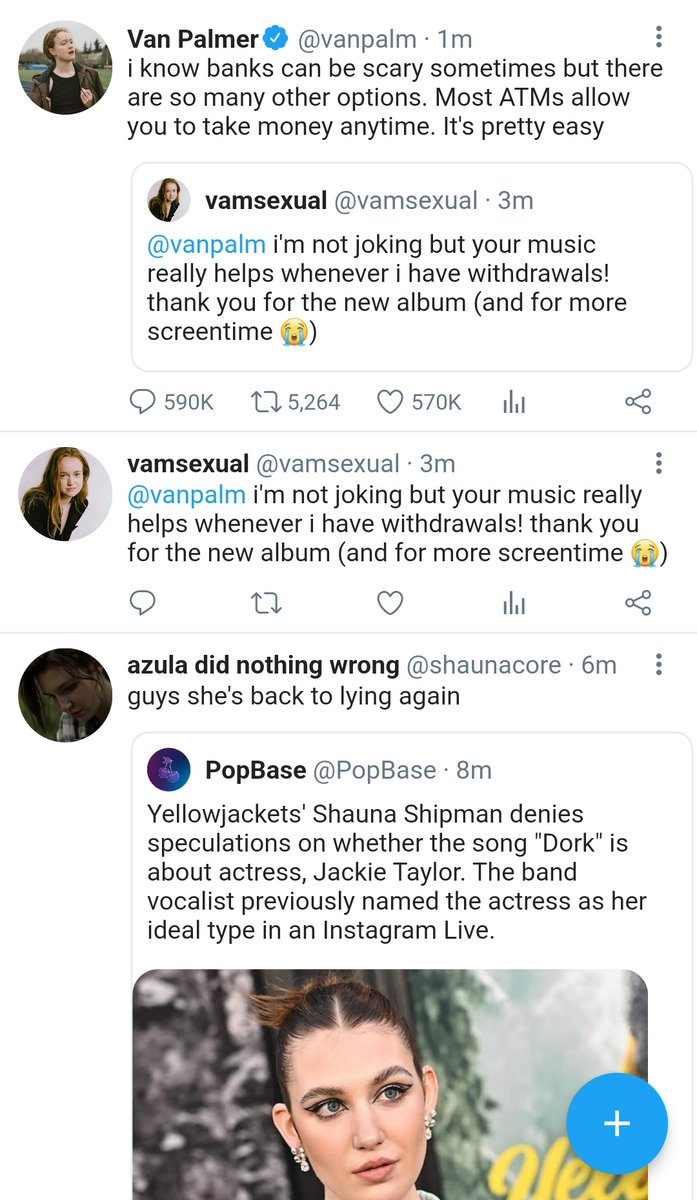 Van Palmer @vanpalm · 1m
i know banks can be scary sometimes but there
are so many other options. Most ATMs allow
you to take money anytime. It's pretty easy
vamsexual @vamsexual · 3m
@vanpalm i'm not joking but your music
really helps whenever i have withdrawals!
thank you for the new album (and for more
screentime 😭)
590K 5,264 570K
vamsexual @vamsexual · 3m
@vanpalm i'm not joking but your music really
helps whenever i have withdrawals! thank you
for the new album (and for more screentime 😭)
azula did nothing wrong @shaunacore · 6m
guys she's back to lying again
PopBase @PopBase · 8m
Yellowjackets' Shauna Shipman denies
speculations on whether the song "Dork" is
about actress, Jackie Taylor. The band
vocalist previously named the actress as her
ideal type in an Instagram Live.